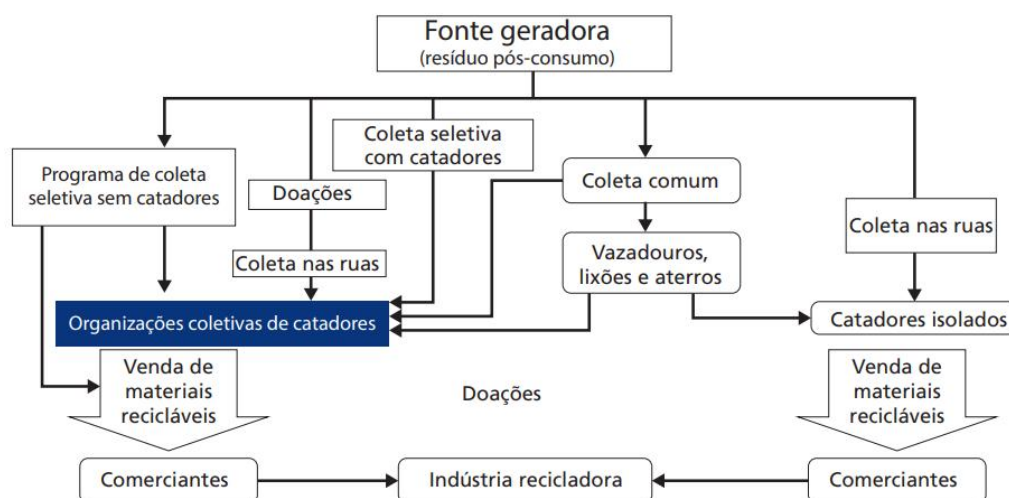 Fonte geradora
(resíduo pós-consumo)
Coleta seletiva
com catadores
Programa de coleta
seletiva sem catadores
Doações
Coleta comum
Coleta nas ruas
Vazadouros,
lixões e aterros
Coleta nas ruas
Organizações coletivas de catadores
Catadores isolados
Venda de
materiais
recicláveis
Doações
Venda de
materiais
recicláveis
Comerciantes
Indústria recicladora
Comerciantes